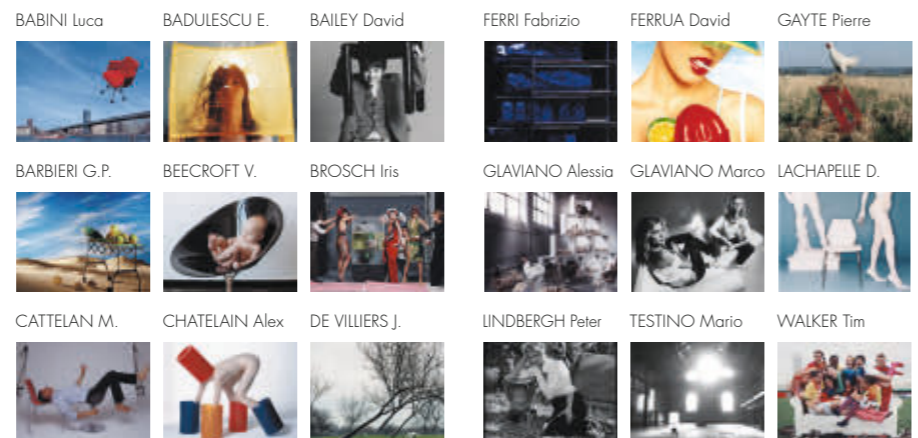 BABINI Luca
BADULESCU E.
BAILEY David
FERRI Fabrizio
FERRUA David
GAYTE Pierre
BARBIERI G.P.
BEECROFT V.
BROSCH Iris
GLAVIANO Alessia
GLAVIANO Marco
LACHAPELLE D.
CATTELAN M.
CHATELAIN Alex
DE VILLIERS J.
LINDBERGH Peter
TESTINO Mario
WALKER Tim